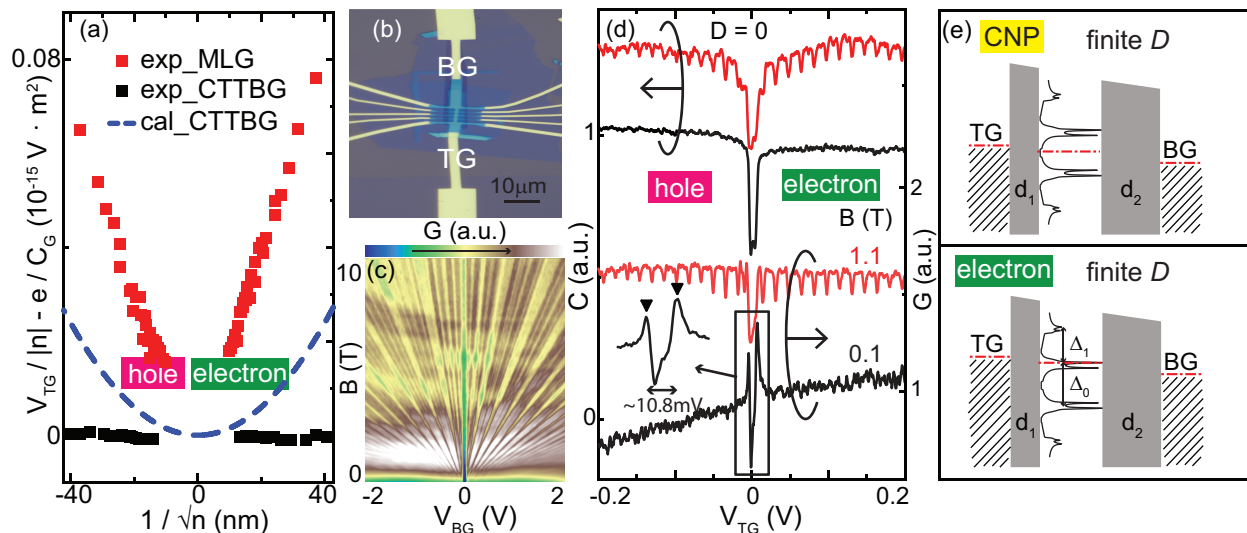 (a)
V_TG / |n| - e / C_G (10^-15 V · m^2)
0.08
0
exp_MLG
exp_CTTBG
cal_CTTBG
hole
electron
-40
0
40
1 / √n (nm)
(b)
BG
TG
10μm
G (a.u.)
(c)
B (T)
10
0
-2
0
2
V_BG (V)
(d)
D = 0
C (a.u.)
1
0
hole
electron
B (T)
1.1
0.1
~10.8mV
G (a.u.)
2
1
-0.2
0
0.2
V_TG (V)
(e)
CNP
finite D
TG
BG
d_1
d_2
electron
finite D
TG
BG
Δ_1
Δ_0
d_1
d_2